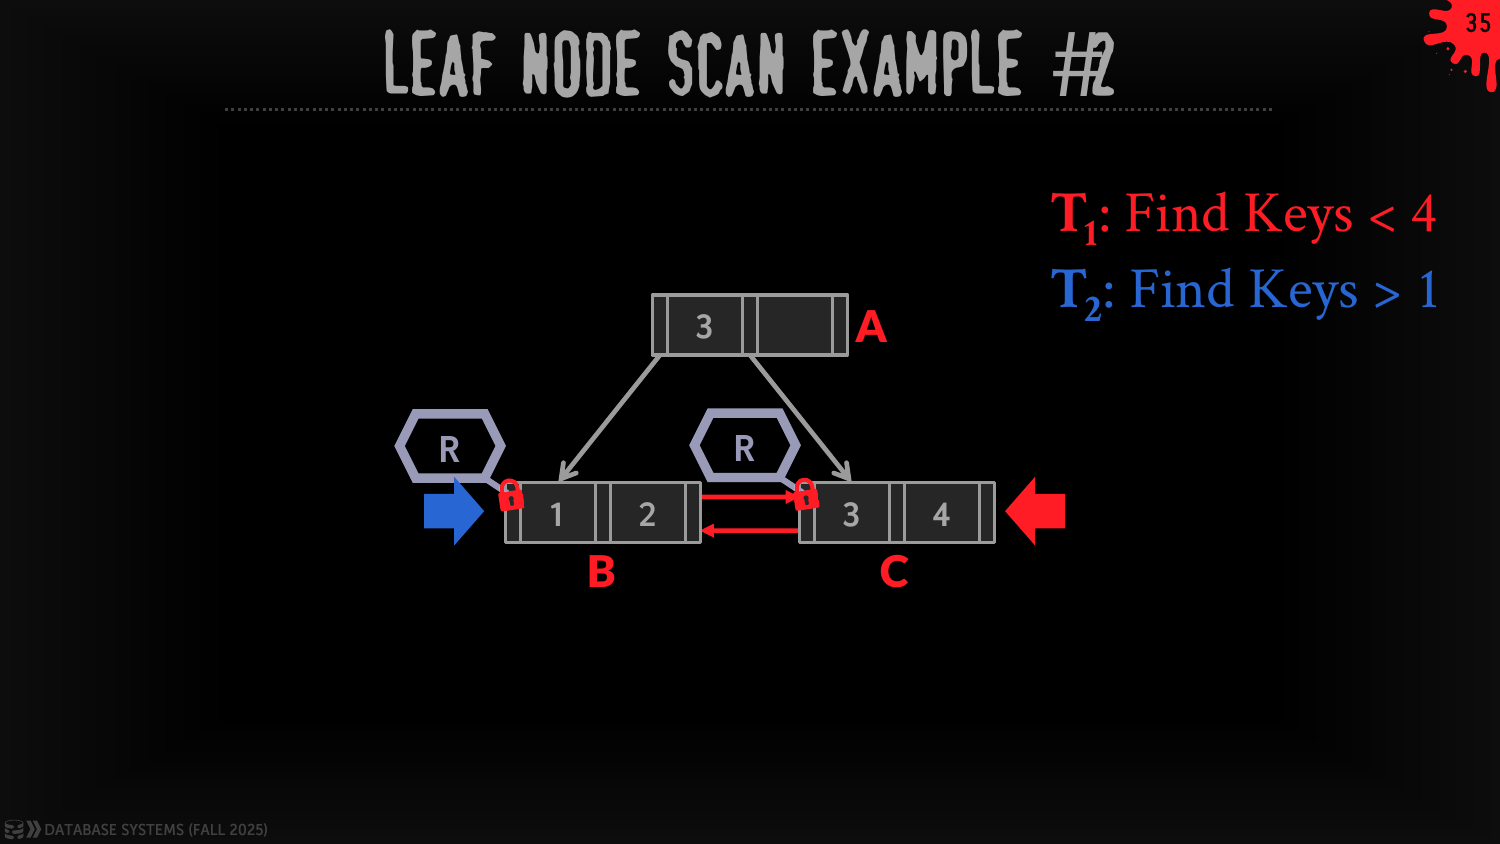 35
LEAF NODE SCAN EXAMPLE #2
T1: Find Keys < 4
T2: Find Keys > 1
3
A
R
R
1 2
3 4
B
C
DATABASE SYSTEMS (FALL 2025)